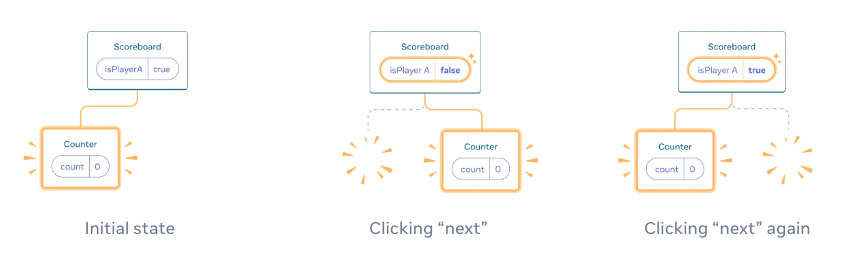 Scoreboard
isPlayerA true
Counter
count 0
Initial state
Scoreboard
isPlayer A false
Counter
count 0
Clicking “next”
Scoreboard
isPlayer A true
Counter
count 0
Clicking “next” again